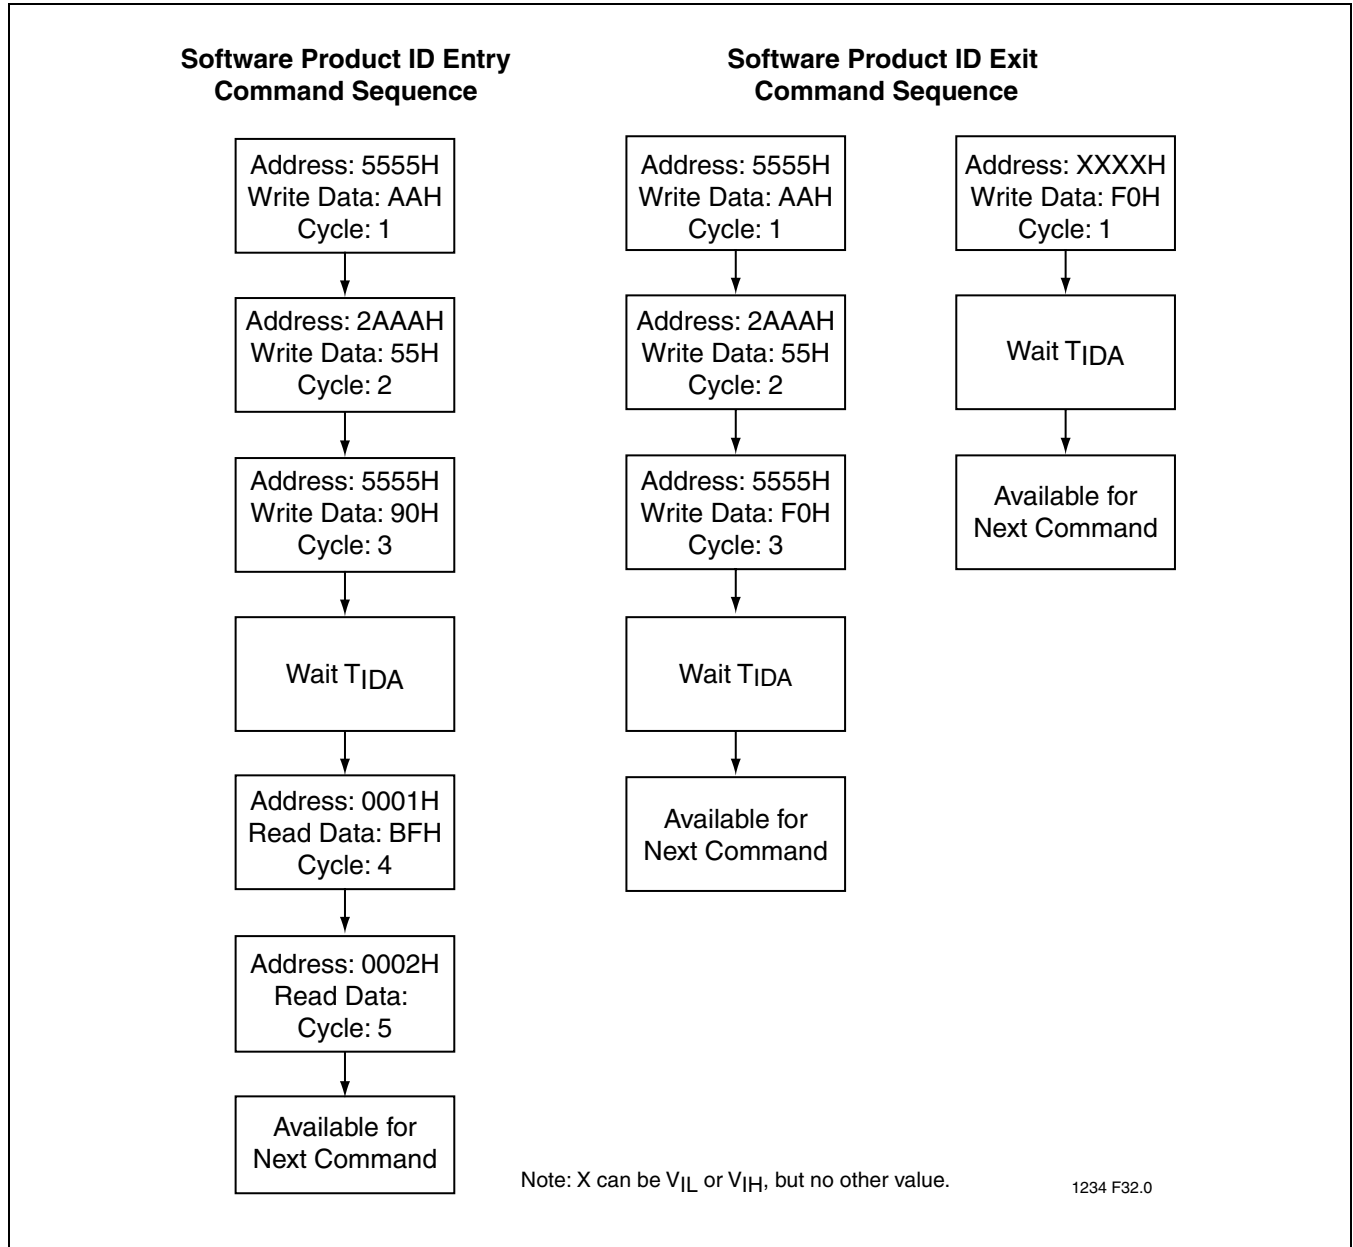 Software Product ID Entry
Command Sequence
Address: 5555H
Write Data: AAH
Cycle: 1
Address: 2AAAH
Write Data: 55H
Cycle: 2
Address: 5555H
Write Data: 90H
Cycle: 3
Wait TIDA
Address: 0001H
Read Data: BFH
Cycle: 4
Address: 0002H
Read Data:
Cycle: 5
Available for
Next Command
Software Product ID Exit
Command Sequence
Address: 5555H
Write Data: AAH
Cycle: 1
Address: 2AAAH
Write Data: 55H
Cycle: 2
Address: 5555H
Write Data: F0H
Cycle: 3
Wait TIDA
Available for
Next Command
Address: XXXXH
Write Data: F0H
Cycle: 1
Wait TIDA
Available for
Next Command
Note: X can be VIL or VIH, but no other value.
1234 F32.0